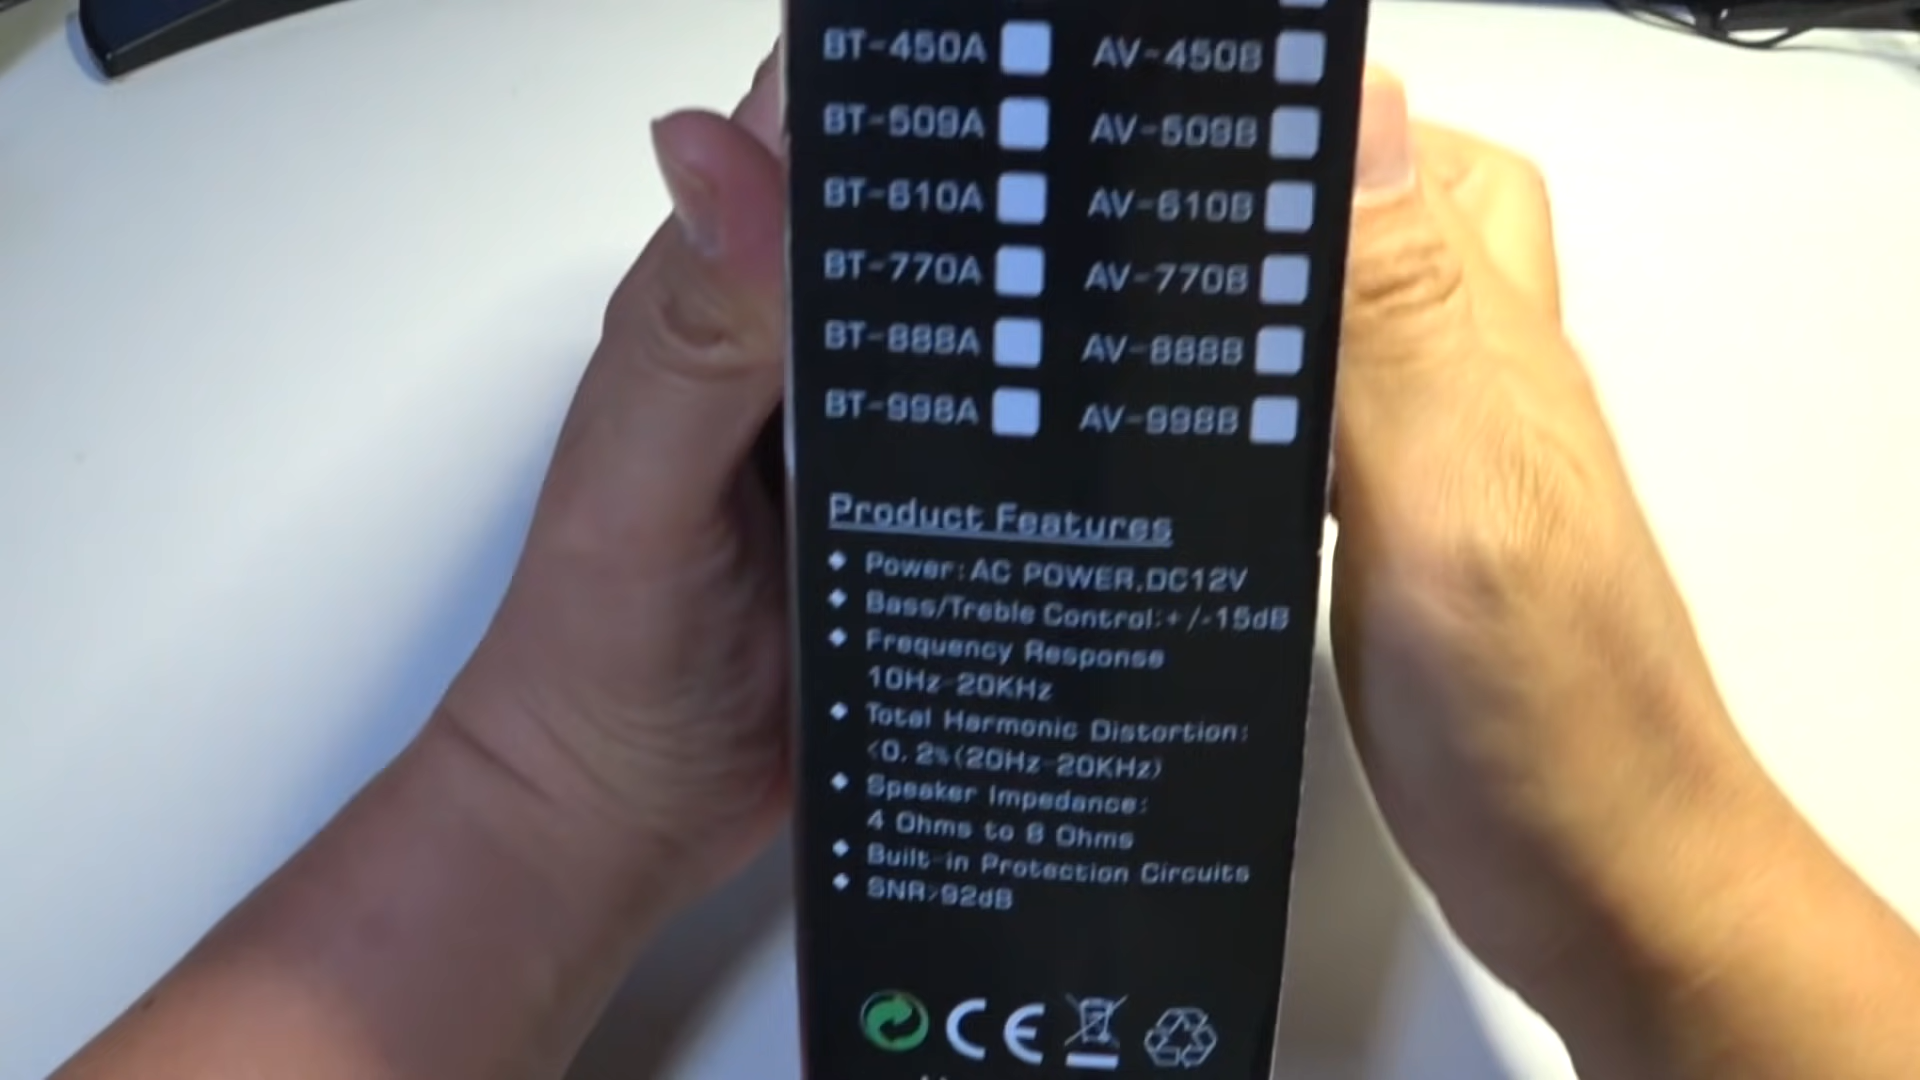 BT-450A AV-450B
BT-509A AV-509B
BT-610A AV-610B
BT-770A AV-770B
BT-888A AV-888B
BT-998A AV-998B
Product Features
◆ Power:AC POWER,DC12V
◆ Bass/Treble Control:+/-15dB
◆ Frequency Response
10Hz-20KHz
◆ Total Harmonic Distortion:
<0.2%(20Hz-20KHz)
◆ Speaker Impedance:
4 Ohms to 8 Ohms
◆ Built-in Protection Circuits
◆ SNR>92dB
CE